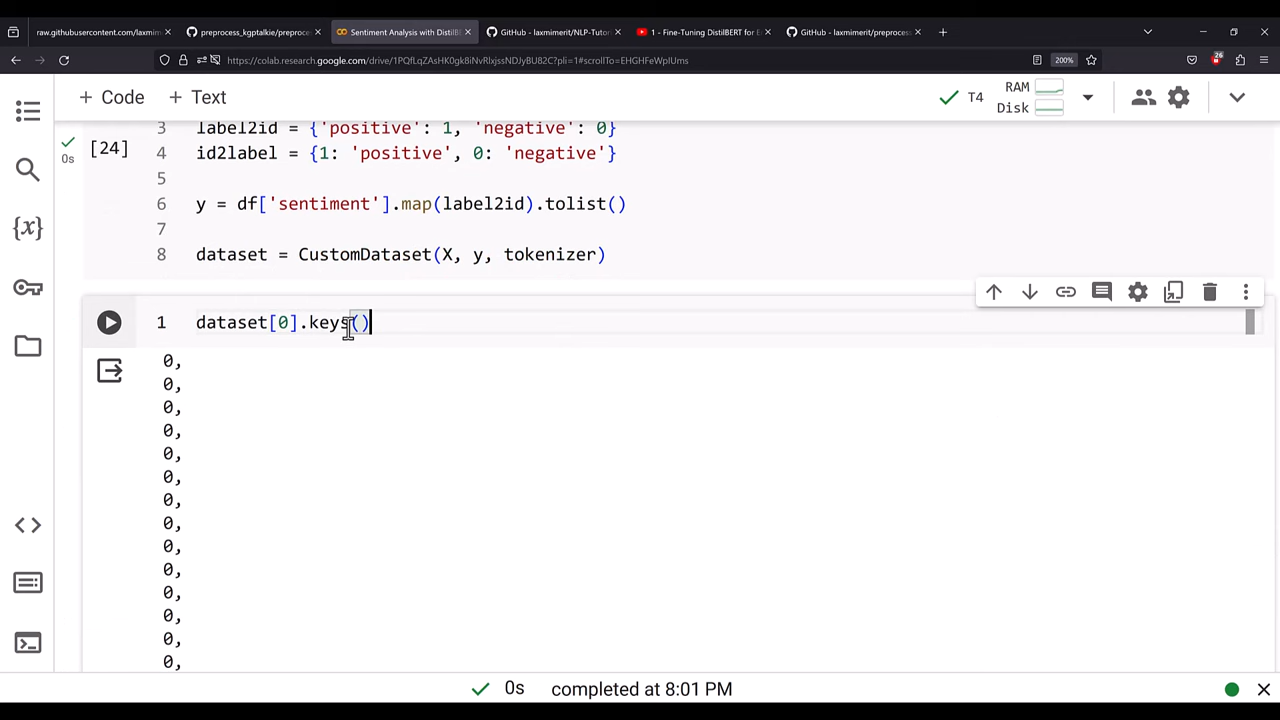 raw.githubusercontent.com/laxmim
preprocess_kgptalkie/preproces
Sentiment Analysis with DistilBE
GitHub - laxmimerit/NLP-Tutori
1 - Fine-Tuning DistilBERT for E
GitHub - laxmimerit/preproces
https://colab.research.google.com/drive/1PQfLqZAsHK0gk8iNvRlxjssNDJyBU82C?pli=1#scrollTo=EHGHFeWpIUms
200%
26
+ Code + Text
T4
RAM
Disk
3 label2id = {'positive': 1, 'negative': 0}
0s
[24]
4 id2label = {1: 'positive', 0: 'negative'}
5
6 y = df['sentiment'].map(label2id).tolist()
7
8 dataset = CustomDataset(X, y, tokenizer)
1 dataset[0].keys()
0,
0,
0,
0,
0,
0,
0,
0,
0,
0,
0,
0,
0,
0,
0s completed at 8:01 PM